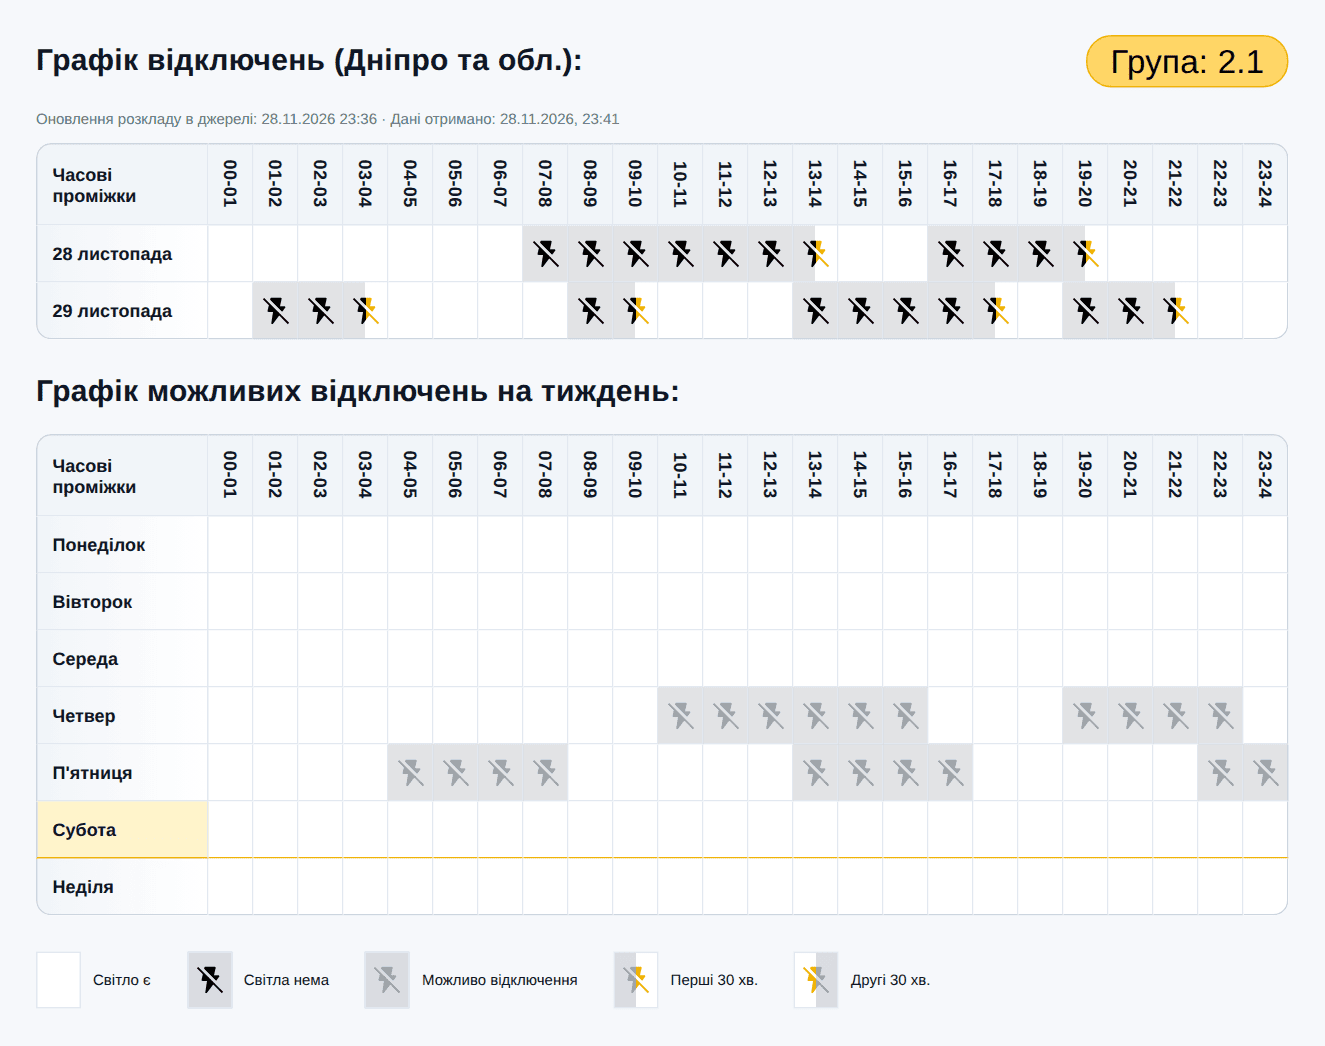 Графік відключень (Дніпро та обл.):
Група: 2.1
Оновлення розкладу в джерелі: 28.11.2026 23:36 · Дані отримано: 28.11.2026, 23:41
Часові
проміжки
00-01 01-02 02-03 03-04 04-05 05-06 06-07 07-08 08-09 09-10 10-11 11-12 12-13 13-14 14-15 15-16 16-17 17-18 18-19 19-20 20-21 21-22 22-23 23-24
28 листопада
29 листопада
Графік можливих відключень на тиждень:
Часові
проміжки
00-01 01-02 02-03 03-04 04-05 05-06 06-07 07-08 08-09 09-10 10-11 11-12 12-13 13-14 14-15 15-16 16-17 17-18 18-19 19-20 20-21 21-22 22-23 23-24
Понеділок
Вівторок
Середа
Четвер
П'ятниця
Субота
Неділя
Світло є Світла нема Можливо відключення Перші 30 хв. Другі 30 хв.